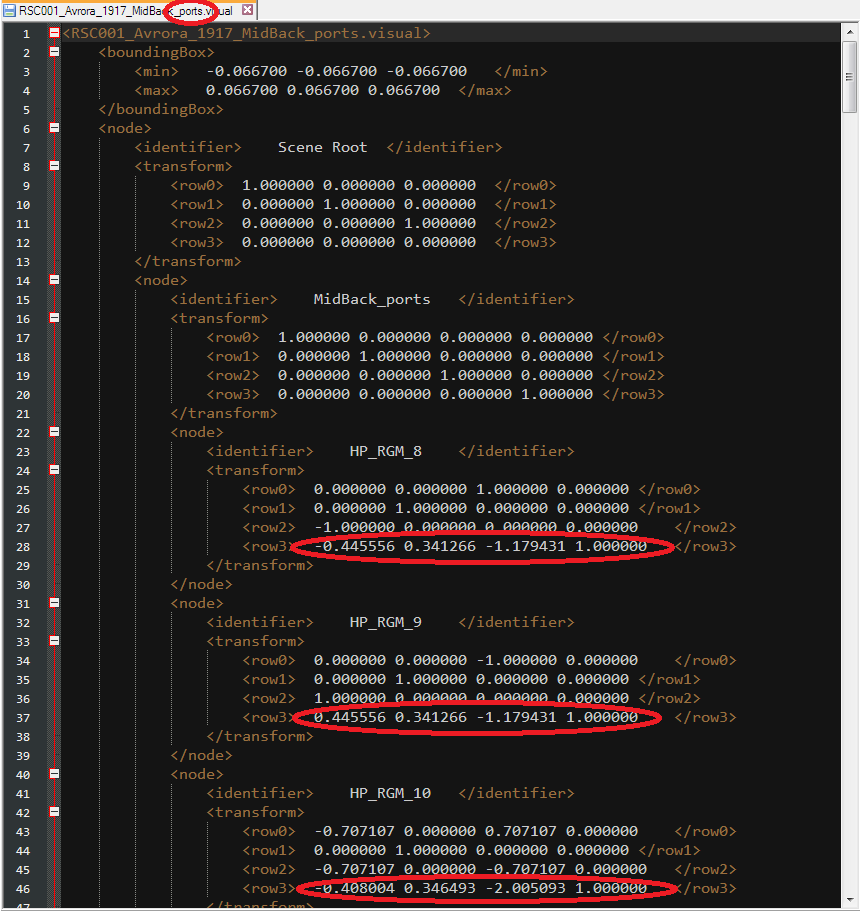 RSC001_Avrora_1917_MidBack_ports.visual
1 <RSC001_Avrora_1917_MidBack_ports.visual>
2 <boundingBox>
3 <min> -0.066700 -0.066700 -0.066700 </min>
4 <max> 0.066700 0.066700 0.066700 </max>
5 </boundingBox>
6 <node>
7 <identifier> Scene Root </identifier>
8 <transform>
9 <row0> 1.000000 0.000000 0.000000 </row0>
10 <row1> 0.000000 1.000000 0.000000 </row1>
11 <row2> 0.000000 0.000000 1.000000 </row2>
12 <row3> 0.000000 0.000000 0.000000 </row3>
13 </transform>
14 <node>
15 <identifier> MidBack_ports </identifier>
16 <transform>
17 <row0> 1.000000 0.000000 0.000000 0.000000 </row0>
18 <row1> 0.000000 1.000000 0.000000 0.000000 </row1>
19 <row2> 0.000000 0.000000 1.000000 0.000000 </row2>
20 <row3> 0.000000 0.000000 0.000000 1.000000 </row3>
21 </transform>
22 <node>
23 <identifier> HP_RGM_8 </identifier>
24 <transform>
25 <row0> 0.000000 0.000000 1.000000 0.000000 </row0>
26 <row1> 0.000000 1.000000 0.000000 0.000000 </row1>
27 <row2> -1.000000 0.000000 0.000000 0.000000 </row2>
28 <row3> -0.445556 0.341266 -1.179431 1.000000 </row3>
29 </transform>
30 </node>
31 <node>
32 <identifier> HP_RGM_9 </identifier>
33 <transform>
34 <row0> 0.000000 0.000000 -1.000000 0.000000 </row0>
35 <row1> 0.000000 1.000000 0.000000 0.000000 </row1>
36 <row2> 1.000000 0.000000 0.000000 0.000000 </row2>
37 <row3> 0.445556 0.341266 -1.179431 1.000000 </row3>
38 </transform>
39 </node>
40 <node>
41 <identifier> HP_RGM_10 </identifier>
42 <transform>
43 <row0> -0.707107 0.000000 0.707107 0.000000 </row0>
44 <row1> 0.000000 1.000000 0.000000 0.000000 </row1>
45 <row2> -0.707107 0.000000 -0.707107 0.000000 </row2>
46 <row3> -0.408004 0.346493 -2.005093 1.000000 </row3>
47 </transform>